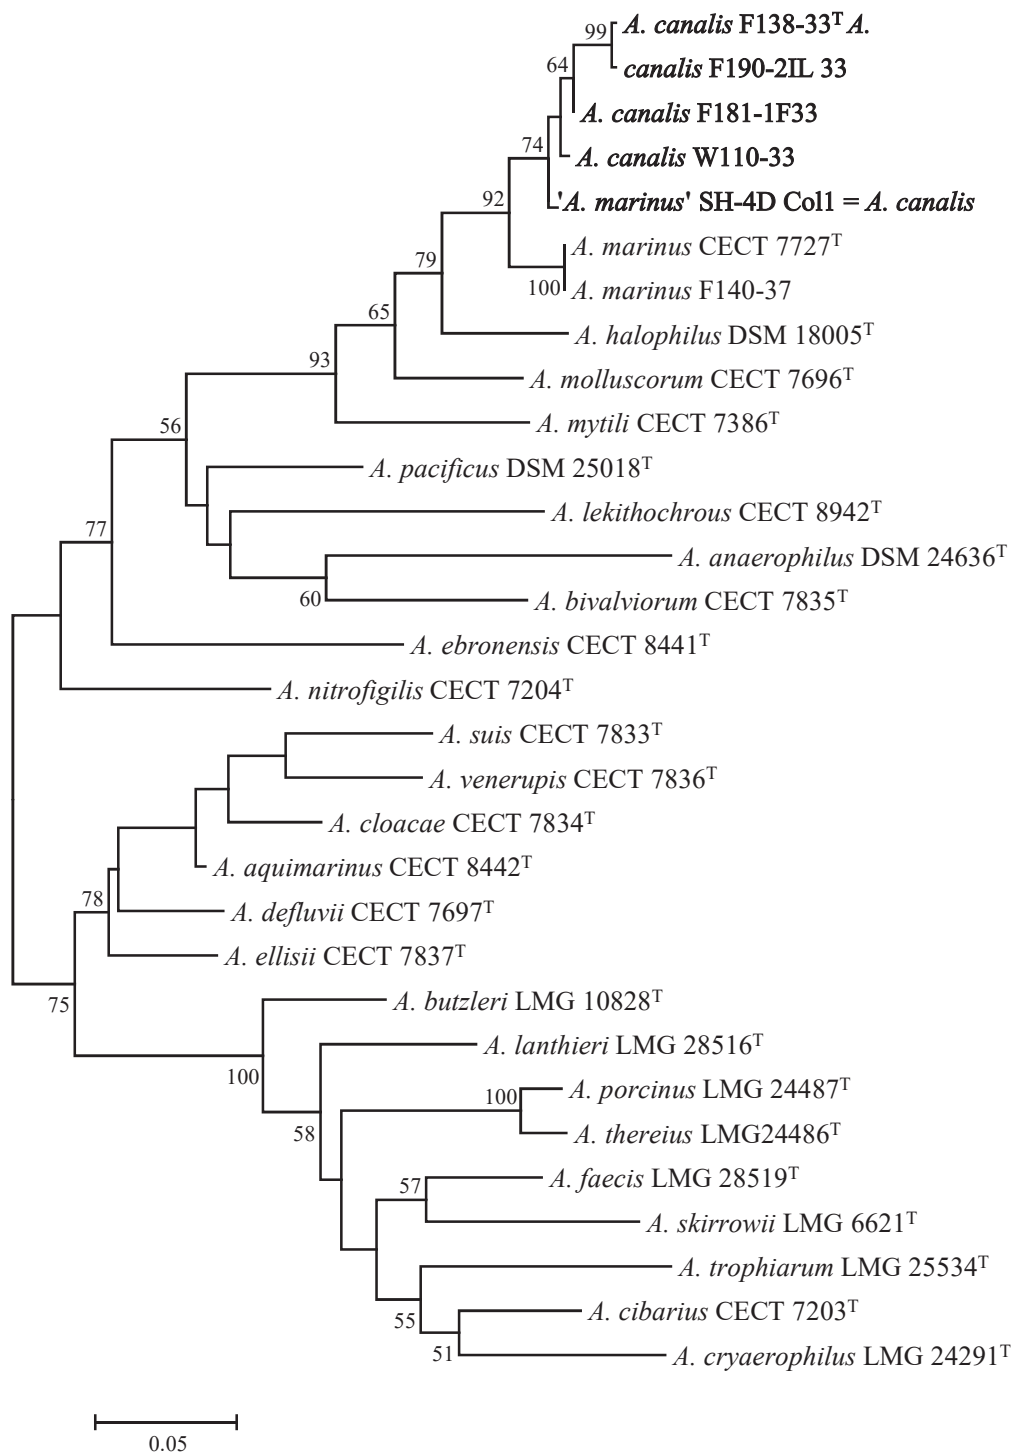 99
A. canalis F138-33T A.
canalis F190-2IL 33
64
A. canalis F181-1F33
74
A. canalis W110-33
92
'A. marinus' SH-4D Col1 = A. canalis
A. marinus CECT 7727T
79
100
A. marinus F140-37
65
A. halophilus DSM 18005T
93
A. molluscorum CECT 7696T
56
A. mytili CECT 7386T
A. pacificus DSM 25018T
A. lekithochrous CECT 8942T
77
A. anaerophilus DSM 24636T
60
A. bivalviorum CECT 7835T
A. ebronensis CECT 8441T
A. nitrofigilis CECT 7204T
A. suis CECT 7833T
A. venerupis CECT 7836T
A. cloacae CECT 7834T
A. aquimarinus CECT 8442T
78
A. defluvii CECT 7697T
A. ellisii CECT 7837T
75
A. butzleri LMG 10828T
A. lanthieri LMG 28516T
100
100
A. porcinus LMG 24487T
58
A. thereius LMG24486T
57
A. faecis LMG 28519T
A. skirrowii LMG 6621T
A. trophiarum LMG 25534T
55
A. cibarius CECT 7203T
51
A. cryaerophilus LMG 24291T
0.05